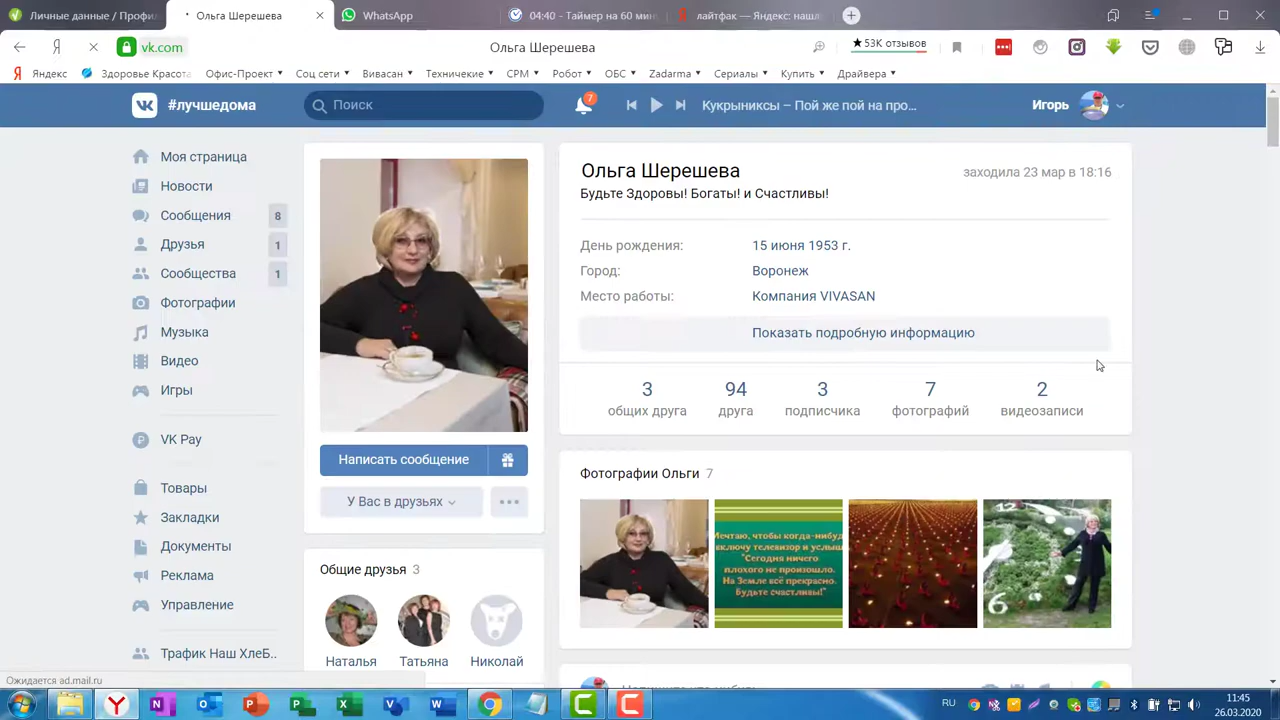 Личные данные / Профил
Ольга Шерешева
WhatsApp
04:40 - Таймер на 60 мин
лайтфак — Яндекс: нашл
vk.com
Ольга Шерешева
★53K отзывов
Яндекс
Здоровье Красота
Офис-Проект
Соц сети
Вивасан
Техничекие
CPM
Робот
ОБС
Zadarma
Сериалы
Купить
Драйвера
#лучшедома
Поиск
7
Кукрыниксы – Пой же пой на про...
Игорь
Моя страница
Новости
Сообщения 8
Друзья 1
Сообщества 1
Фотографии
Музыка
Видео
Игры
VK Pay
Товары
Закладки
Документы
Реклама
Управление
Трафик Наш ХлеБ..
Написать сообщение
У Вас в друзьях
Общие друзья 3
Наталья
Татьяна
Николай
Ольга Шерешева
заходила 23 мар в 18:16
Будьте Здоровы! Богаты! и Счастливы!
День рождения: 15 июня 1953 г.
Город: Воронеж
Место работы: Компания VIVASAN
Показать подробную информацию
3 94 3 7 2
общих друга друга подписчика фотографий видеозаписи
Фотографии Ольги 7
Мечтаю, чтобы когда-нибуд
включу телевизор и услыш
"Сегодня ничего
плохого не произошло.
На Земле всё прекрасно.
Будьте счастливы!"
6
Ожидается ad.mail.ru
RU
11:45
26.03.2020